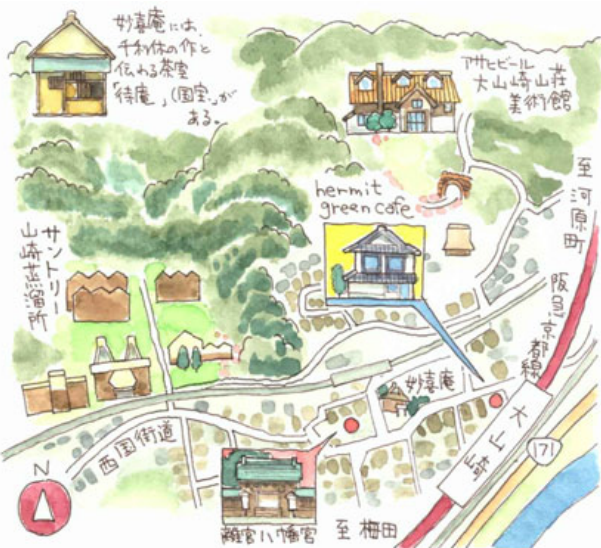 妙喜庵には、
千利休の作と
伝わる茶室
「待庵」(国宝)が
ある。
アサヒビール
大山崎山荘
美術館
hermit
green cafe
至河原町
阪急京都線
サントリー
山崎蒸溜所
妙喜庵
大山崎
171
西国街道
N
離宮八幡宮
至梅田